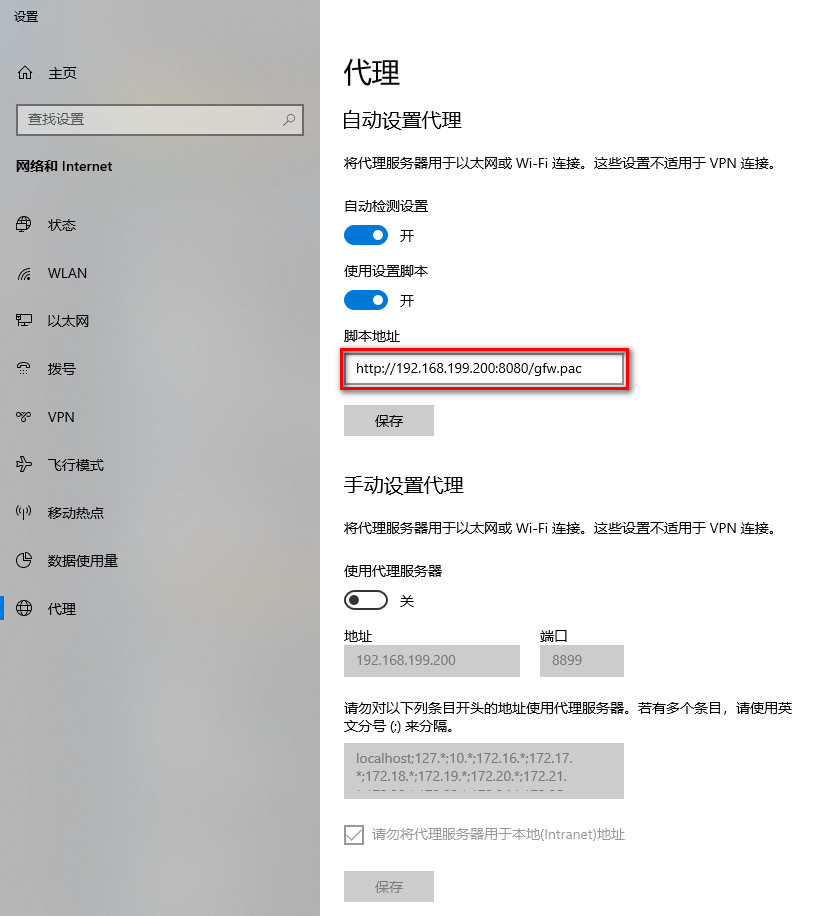 设置
主页
查找设置
网络和 Internet
状态
WLAN
以太网
拨号
VPN
飞行模式
移动热点
数据使用量
代理
代理
自动设置代理
将代理服务器用于以太网或 Wi-Fi 连接。这些设置不适用于 VPN 连接。
自动检测设置
开
使用设置脚本
开
脚本地址
http://192.168.199.200:8080/gfw.pac
保存
手动设置代理
将代理服务器用于以太网或 Wi-Fi 连接。这些设置不适用于 VPN 连接。
使用代理服务器
关
地址 端口
192.168.199.200 8899
请勿对以下列条目开头的地址使用代理服务器。若有多个条目，请使用英
文分号 (;) 来分隔。
localhost;127.*;10.*;172.16.*;172.17.
*;172.18.*;172.19.*;172.20.*;172.21.
请勿将代理服务器用于本地(Intranet)地址
保存